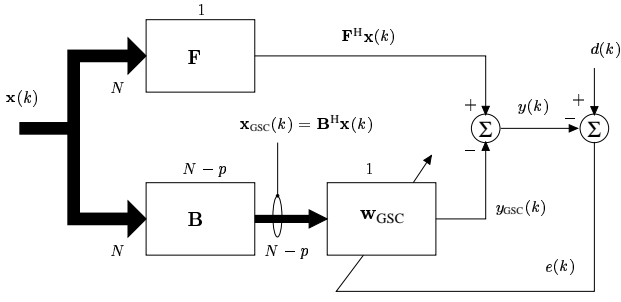 1
F
F^H x(k)
d(k)
N
x(k)
+
+
y(k)
−
Σ
Σ
x_GSC(k) = B^H x(k)
−
N − p
1
B
w_GSC
y_GSC(k)
N
N − p
e(k)